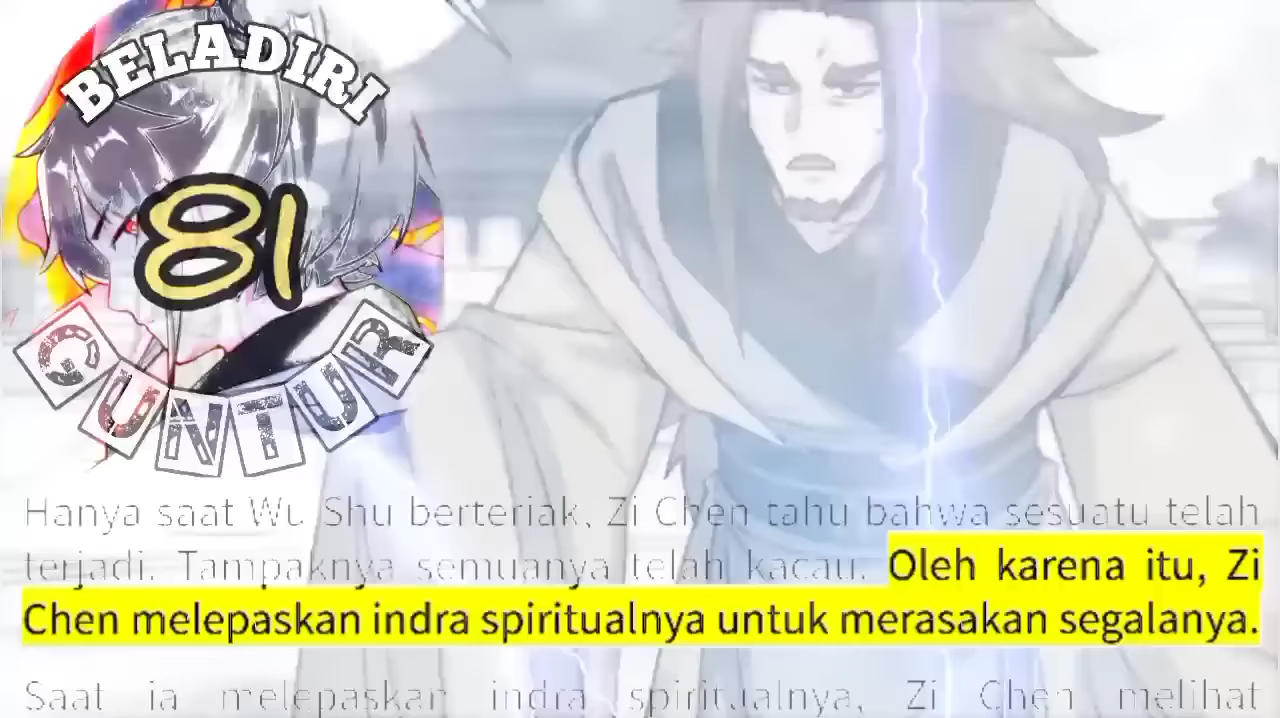 BELADIRI
81
GUNTUR
Hanya saat Wu Shu berteriak, Zi Chen tahu bahwa sesuatu telah
terjadi. Tampaknya semuanya telah kacau. Oleh karena itu, Zi
Chen melepaskan indra spiritualnya untuk merasakan segalanya.
Saat ia melepaskan indra spiritualnya, Zi Chen melihat